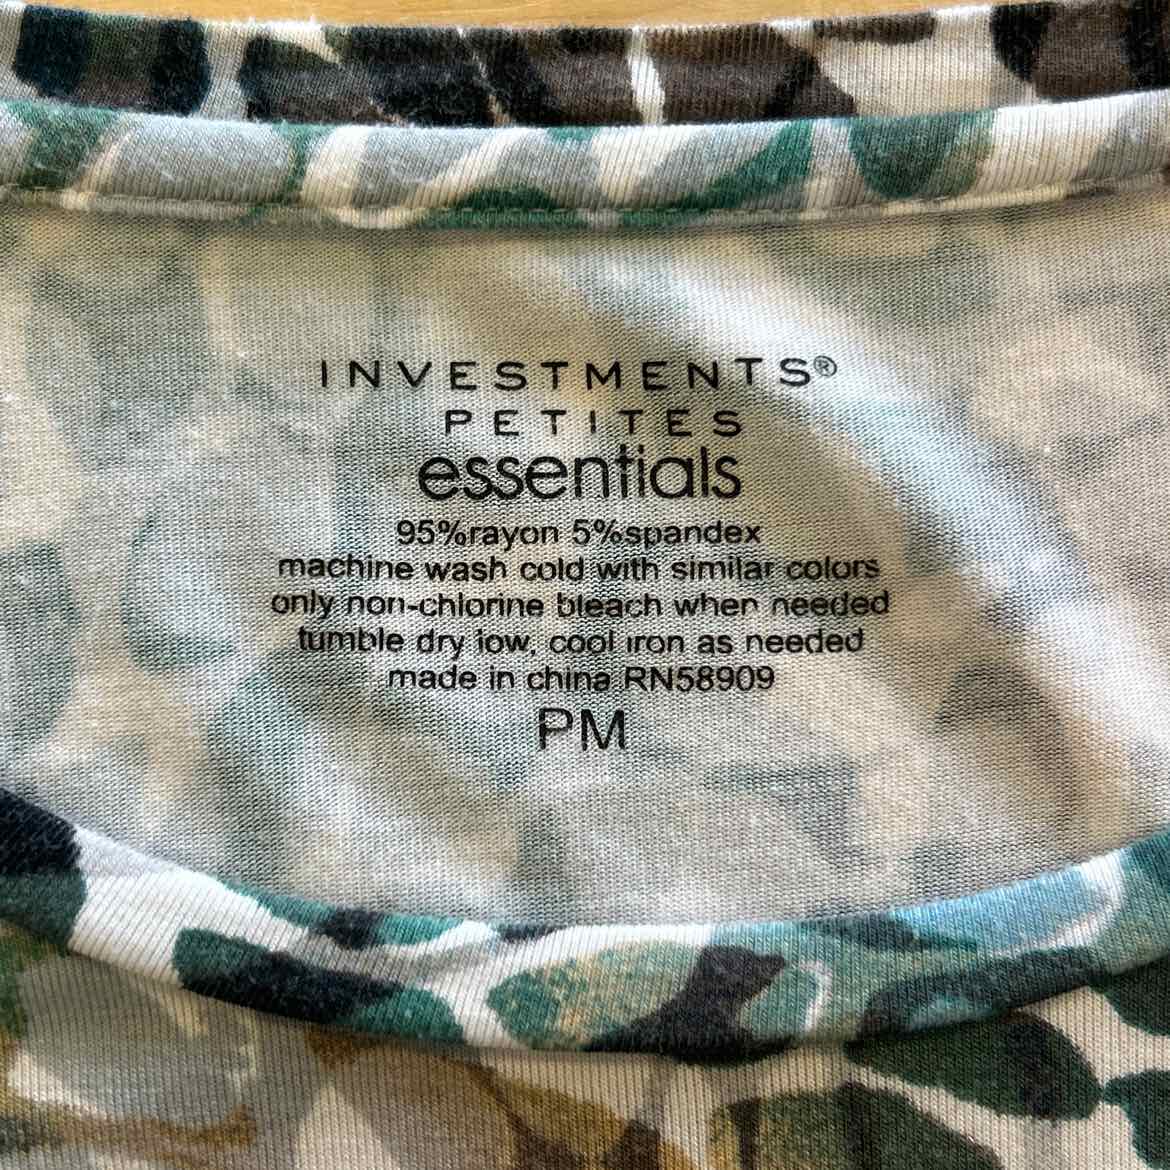 INVESTMENTS®
PETITES
essentials
95%rayon 5%spandex
machine wash cold with similar colors
only non-chlorine bleach when needed
tumble dry low, cool iron as needed
made in china RN58909
PM